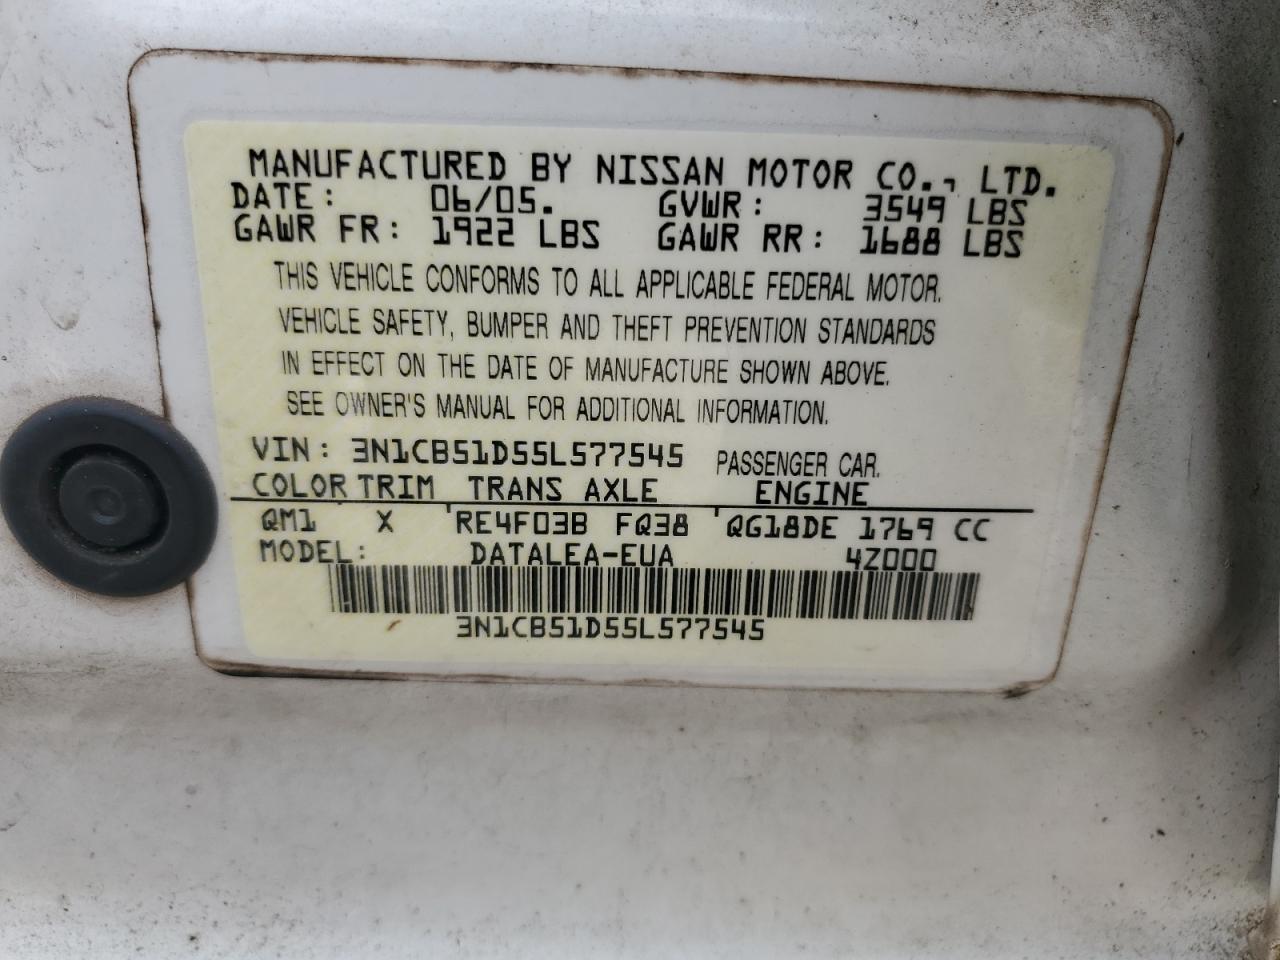 MANUFACTURED BY NISSAN MOTOR CO., LTD.
DATE: 06/05. GVWR: 3549 LBS
GAWR FR: 1922 LBS GAWR RR: 1688 LBS
THIS VEHICLE CONFORMS TO ALL APPLICABLE FEDERAL MOTOR.
VEHICLE SAFETY, BUMPER AND THEFT PREVENTION STANDARDS
IN EFFECT ON THE DATE OF MANUFACTURE SHOWN ABOVE.
SEE OWNER'S MANUAL FOR ADDITIONAL INFORMATION.
VIN: 3N1CB51D55L577545 PASSENGER CAR.
COLOR TRIM TRANS AXLE ENGINE
QM1 X 'RE4F03B FQ38 'QG18DE 1769 CC
MODEL: DATALEA-EUA 4Z000
3N1CB51D55L577545